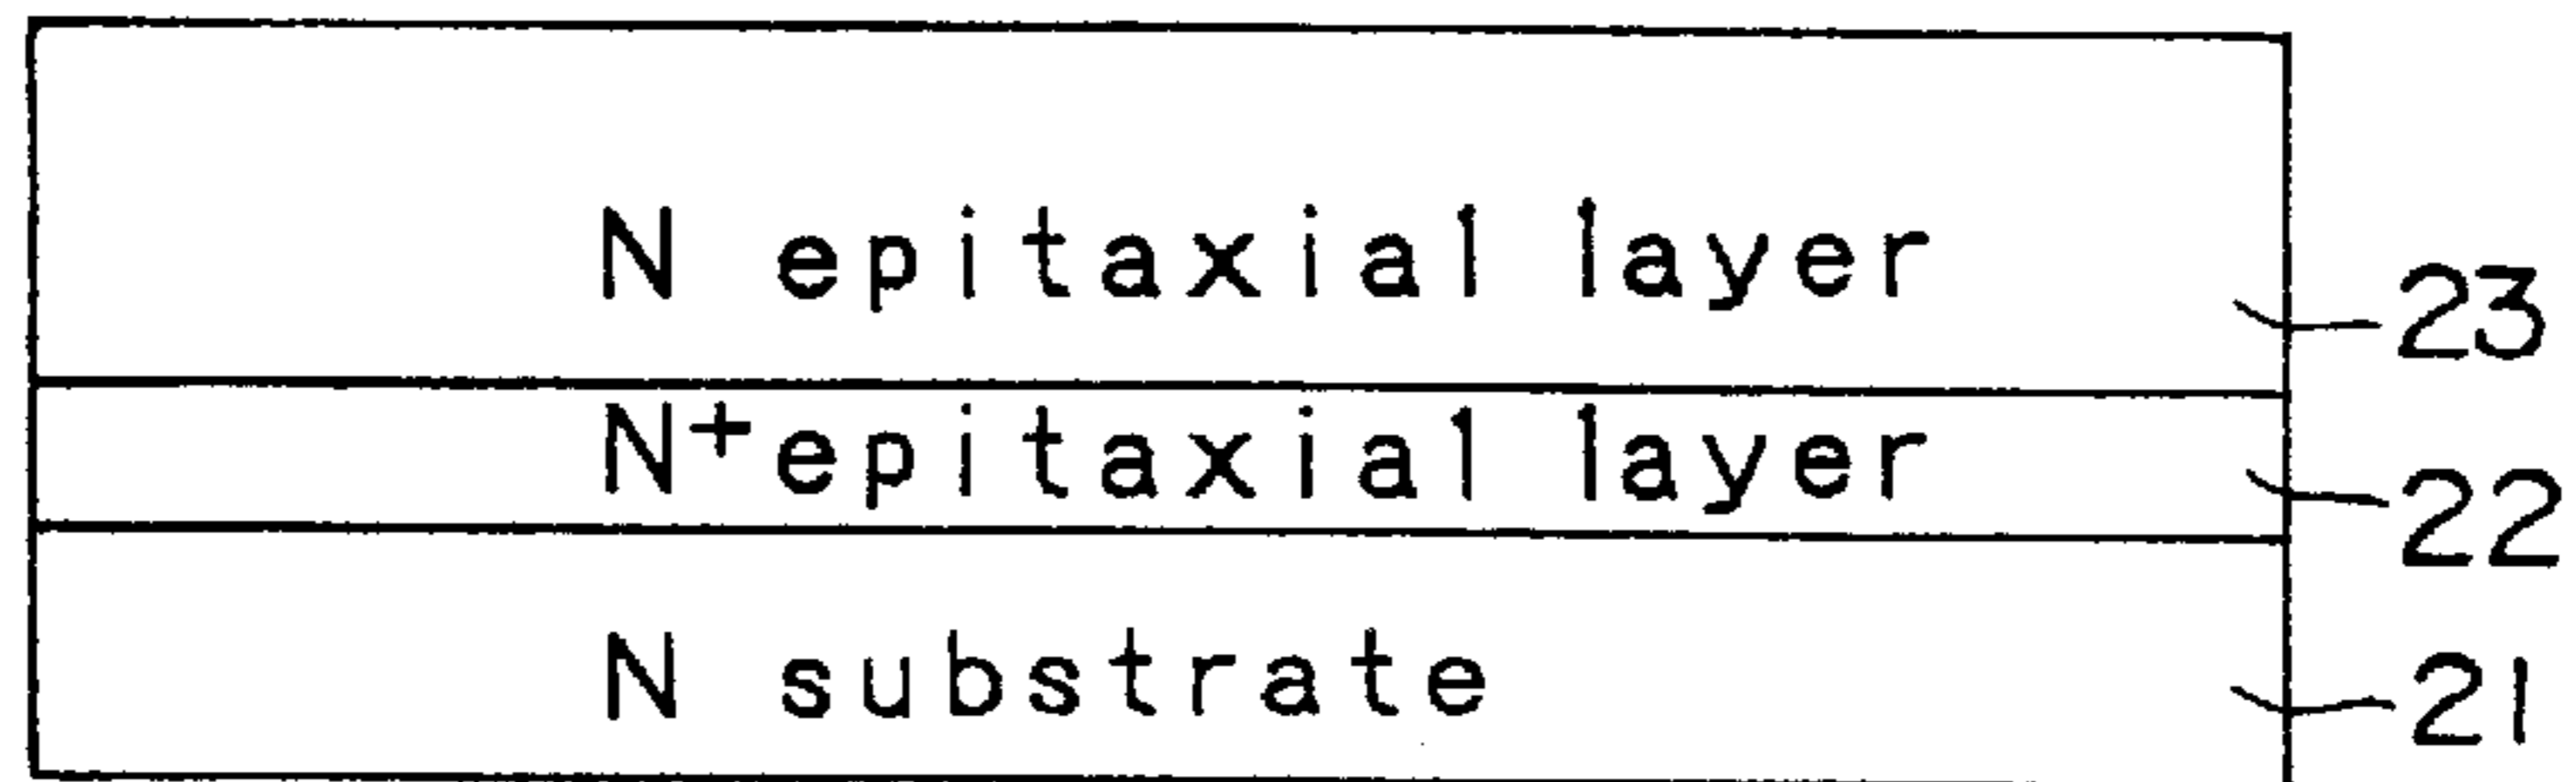 N epitaxial layer
23
N+epitaxial layer
22
N substrate
21